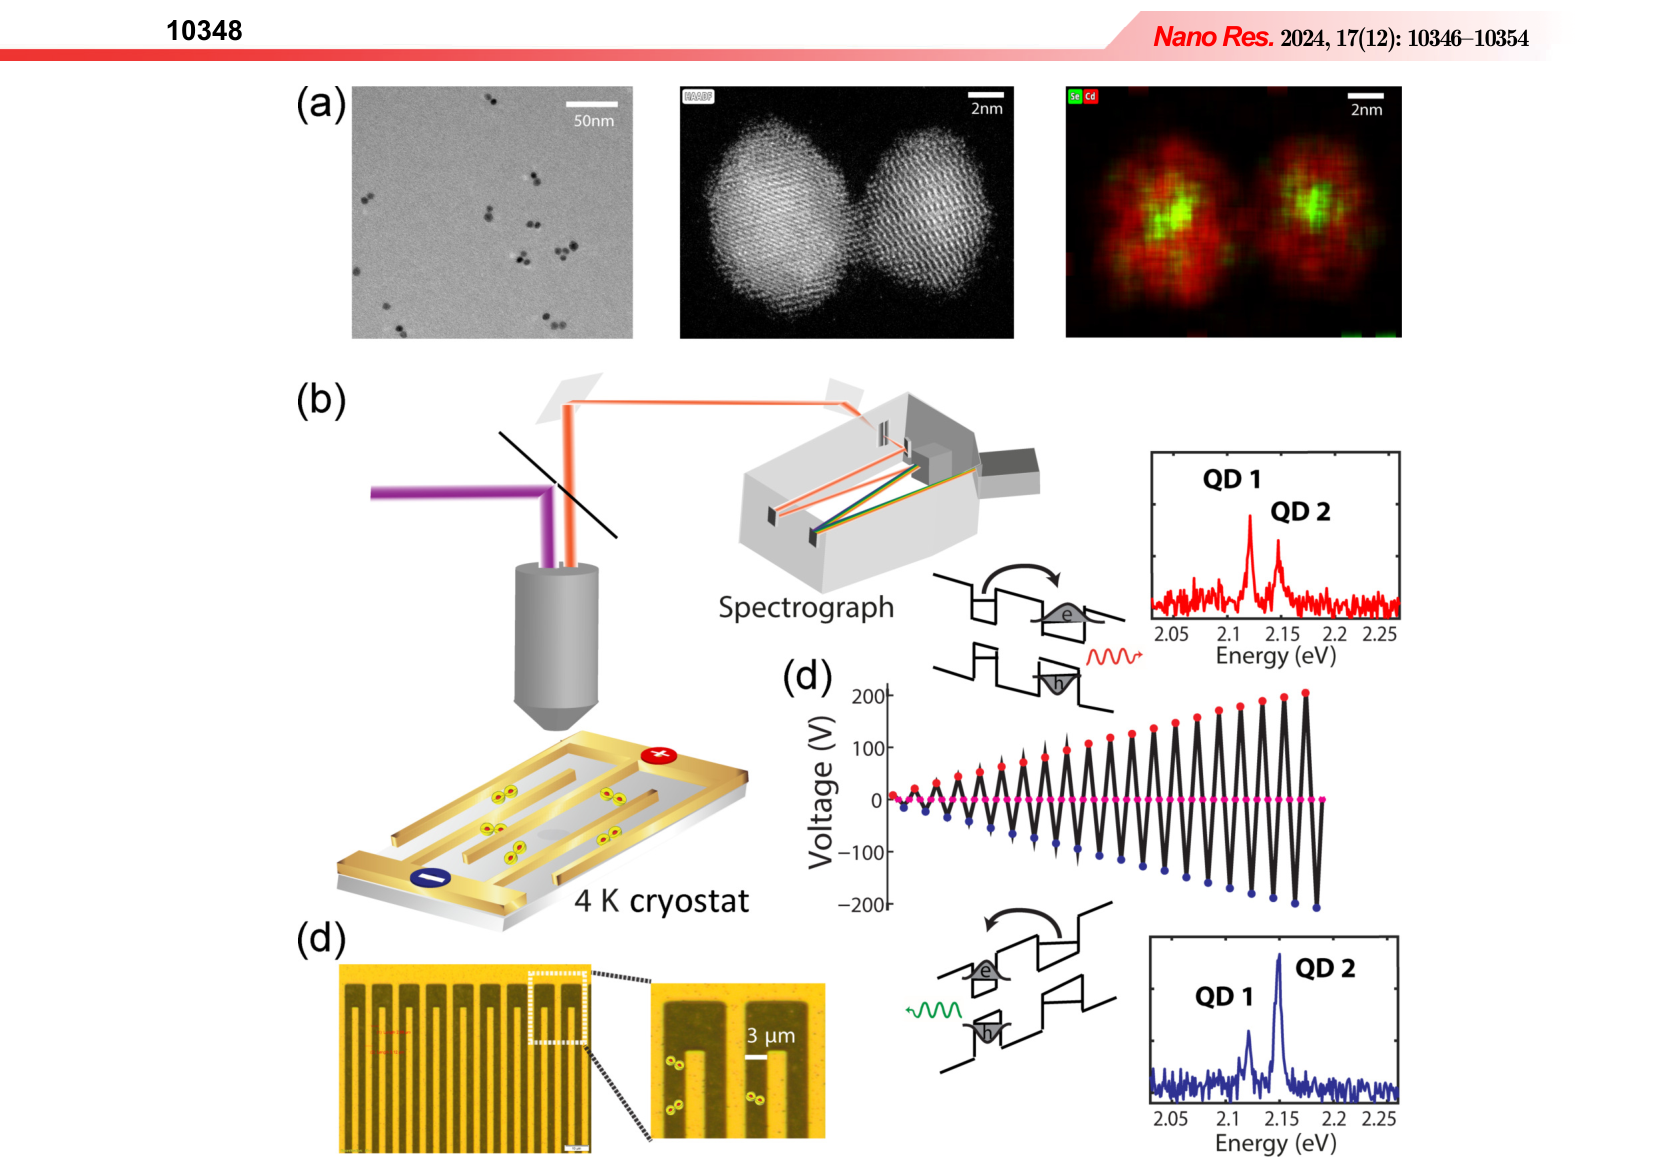 10348
Nano Res. 2024, 17(12): 10346–10354
(a)
50nm
HAADF
2nm
Se Cd
2nm
(b)
Spectrograph
QD 1
QD 2
2.05 2.1 2.15 2.2 2.25
Energy (eV)
e
h
(d)
Voltage (V)
200
100
0
−100
−200
+
−
4 K cryostat
(d)
3 μm
e
h
QD 1
QD 2
2.05 2.1 2.15 2.2 2.25
Energy (eV)